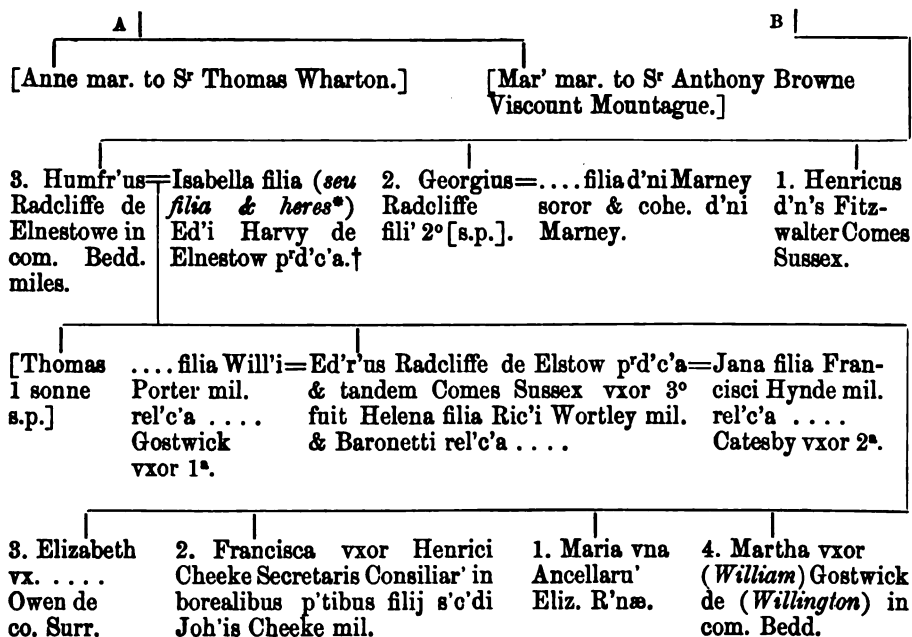 A
B
[Anne mar. to Sʳ Thomas Wharton.]
[Mar' mar. to Sʳ Anthony Browne
Viscount Mountague.]
3. Humfr'us=
Radcliffe de
Elnestowe in
com. Bedd.
miles.
Isabella filia (seu
filia & heres*)
Ed'i Harvy de
Elnestow pʳd'c'a.†
2. Georgius=
Radcliffe
fili' 2º [s.p.].
....filia d'ni Marney
soror & cohe. d'ni
Marney.
1. Henricus
d'n's Fitz-
walter Comes
Sussex.
[Thomas
1 sonne
s.p.]
....filia Will'i=
Porter mil.
rel'c'a ....
Gostwick
vxor 1ª.
Ed'r'us Radcliffe de Elstow pʳd'c'a=
& tandem Comes Sussex vxor 3º
fuit Helena filia Ric'i Wortley mil.
& Baronetti rel'c'a ....
Jana filia Fran-
cisci Hynde mil.
rel'c'a ....
Catesby vxor 2ª.
3. Elizabeth
vx. .....
Owen de
co. Surr.
2. Francisca vxor Henrici
Cheeke Secretaris Consiliar' in
borealibus p'tibus filij s'c'di
Joh'is Cheeke mil.
1. Maria vna
Ancellaru'
Eliz. R'næ.
4. Martha vxor
(William) Gostwick
de (Willington) in
com. Bedd.